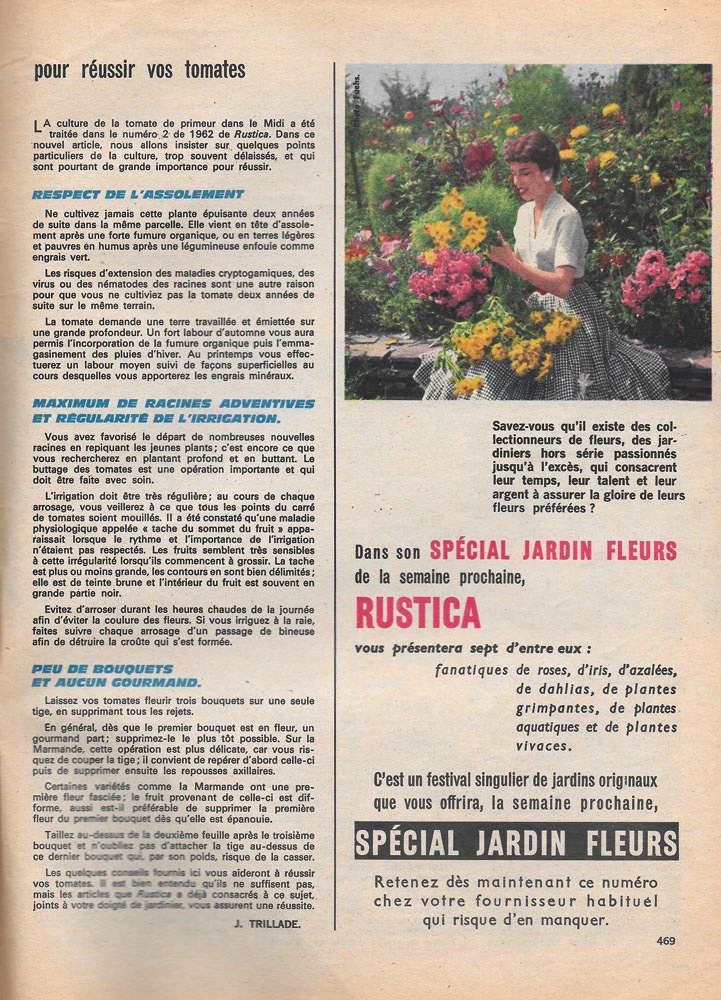 pour réussir vos tomates
LA culture de la tomate de primeur dans le Midi a été
traitée dans le numéro 2 de 1962 de Rustica. Dans ce
nouvel article, nous allons insister sur quelques points
particuliers de la culture, trop souvent délaissés, et qui
sont pourtant de grande importance pour réussir.
RESPECT DE L'ASSOLEMENT
Ne cultivez jamais cette plante épuisante deux années
de suite dans la même parcelle. Elle vient en tête d'assole-
ment après une forte fumure organique, ou en terres légères
et pauvres en humus après une légumineuse enfouie comme
engrais vert.
Les risques d'extension des maladies cryptogamiques, des
virus ou des nématodes des racines sont une autre raison
pour que vous ne cultiviez pas la tomate deux années de
suite sur le même terrain.
La tomate demande une terre travaillée et émiettée sur
une grande profondeur. Un fort labour d'automne vous aura
permis l'incorporation de la fumure organique puis l'emma-
gasinement des pluies d'hiver. Au printemps vous effec-
tuerez un labour moyen suivi de façons superficielles au
cours desquelles vous apporterez les engrais minéraux.
MAXIMUM DE RACINES ADVENTIVES
ET RÉGULARITÉ DE L'IRRIGATION.
Vous avez favorisé le départ de nombreuses nouvelles
racines en repiquant les jeunes plants ; c'est encore ce que
vous rechercherez en plantant profond et en buttant. Le
buttage des tomates est une opération importante et qui
doit être faite avec soin.
L'irrigation doit être très régulière ; au cours de chaque
arrosage, vous veillerez à ce que tous les points du carré
de tomates soient mouillés. Il a été constaté qu'une maladie
physiologique appelée « tache du sommet du fruit » appa-
raissait lorsque le rythme et l'importance de l'irrigation
n'étaient pas respectés. Les fruits semblent très sensibles
à cette irrégularité lorsqu'ils commencent à grossir. La tache
est plus ou moins grande, les contours en sont bien délimités ;
elle est de teinte brune et l'intérieur du fruit est souvent en
grande partie noir.
Evitez d'arroser durant les heures chaudes de la journée
afin d'éviter la coulure des fleurs. Si vous irriguez à la raie,
faites suivre chaque arrosage d'un passage de bineuse
afin de détruire la croûte qui s'est formée.
PEU DE BOUQUETS
ET AUCUN GOURMAND.
Laissez vos tomates fleurir trois bouquets sur une seule
tige, en supprimant tous les rejets.
En général, dès que le premier bouquet est en fleur, un
gourmand part ; supprimez-le le plus tôt possible. Sur la
Marmande, cette opération est plus délicate, car vous ris-
quez de couper la tige ; il convient de repérer d'abord celle-ci
puis de supprimer ensuite les repousses axillaires.
Certaines variétés comme la Marmande ont une pre-
mière fleur fasciée ; le fruit provenant de celle-ci est dif-
forme, aussi est-il préférable de supprimer la première
fleur du premier bouquet dès qu'elle est épanouie.
Taillez au-dessus de la deuxième feuille après le troisième
bouquet et n'oubliez pas d'attacher la tige au-dessus de
ce dernier bouquet qui, par son poids, risque de la casser.
Les quelques conseils fournis ici vous aideront à réussir
vos tomates. Il est bien entendu qu'ils ne suffisent pas,
mais les articles que Rustica a déjà consacrés à ce sujet,
joints à votre doigté de jardinier, vous assurent une réussite.
J. TRILLADE.
Fuchs.
Savez-vous qu'il existe des col-
lectionneurs de fleurs, des jar-
diniers hors série passionnés
jusqu'à l'excès, qui consacrent
leur temps, leur talent et leur
argent à assurer la gloire de leurs
fleurs préférées ?
Dans son SPÉCIAL JARDIN FLEURS
de la semaine prochaine,
RUSTICA
vous présentera sept d'entre eux :
fanatiques de roses, d'iris, d'azalées,
de dahlias, de plantes
grimpantes, de plantes
aquatiques et de plantes
vivaces.
C'est un festival singulier de jardins originaux
que vous offrira, la semaine prochaine,
SPÉCIAL JARDIN FLEURS
Retenez dès maintenant ce numéro
chez votre fournisseur habituel
qui risque d'en manquer.
469